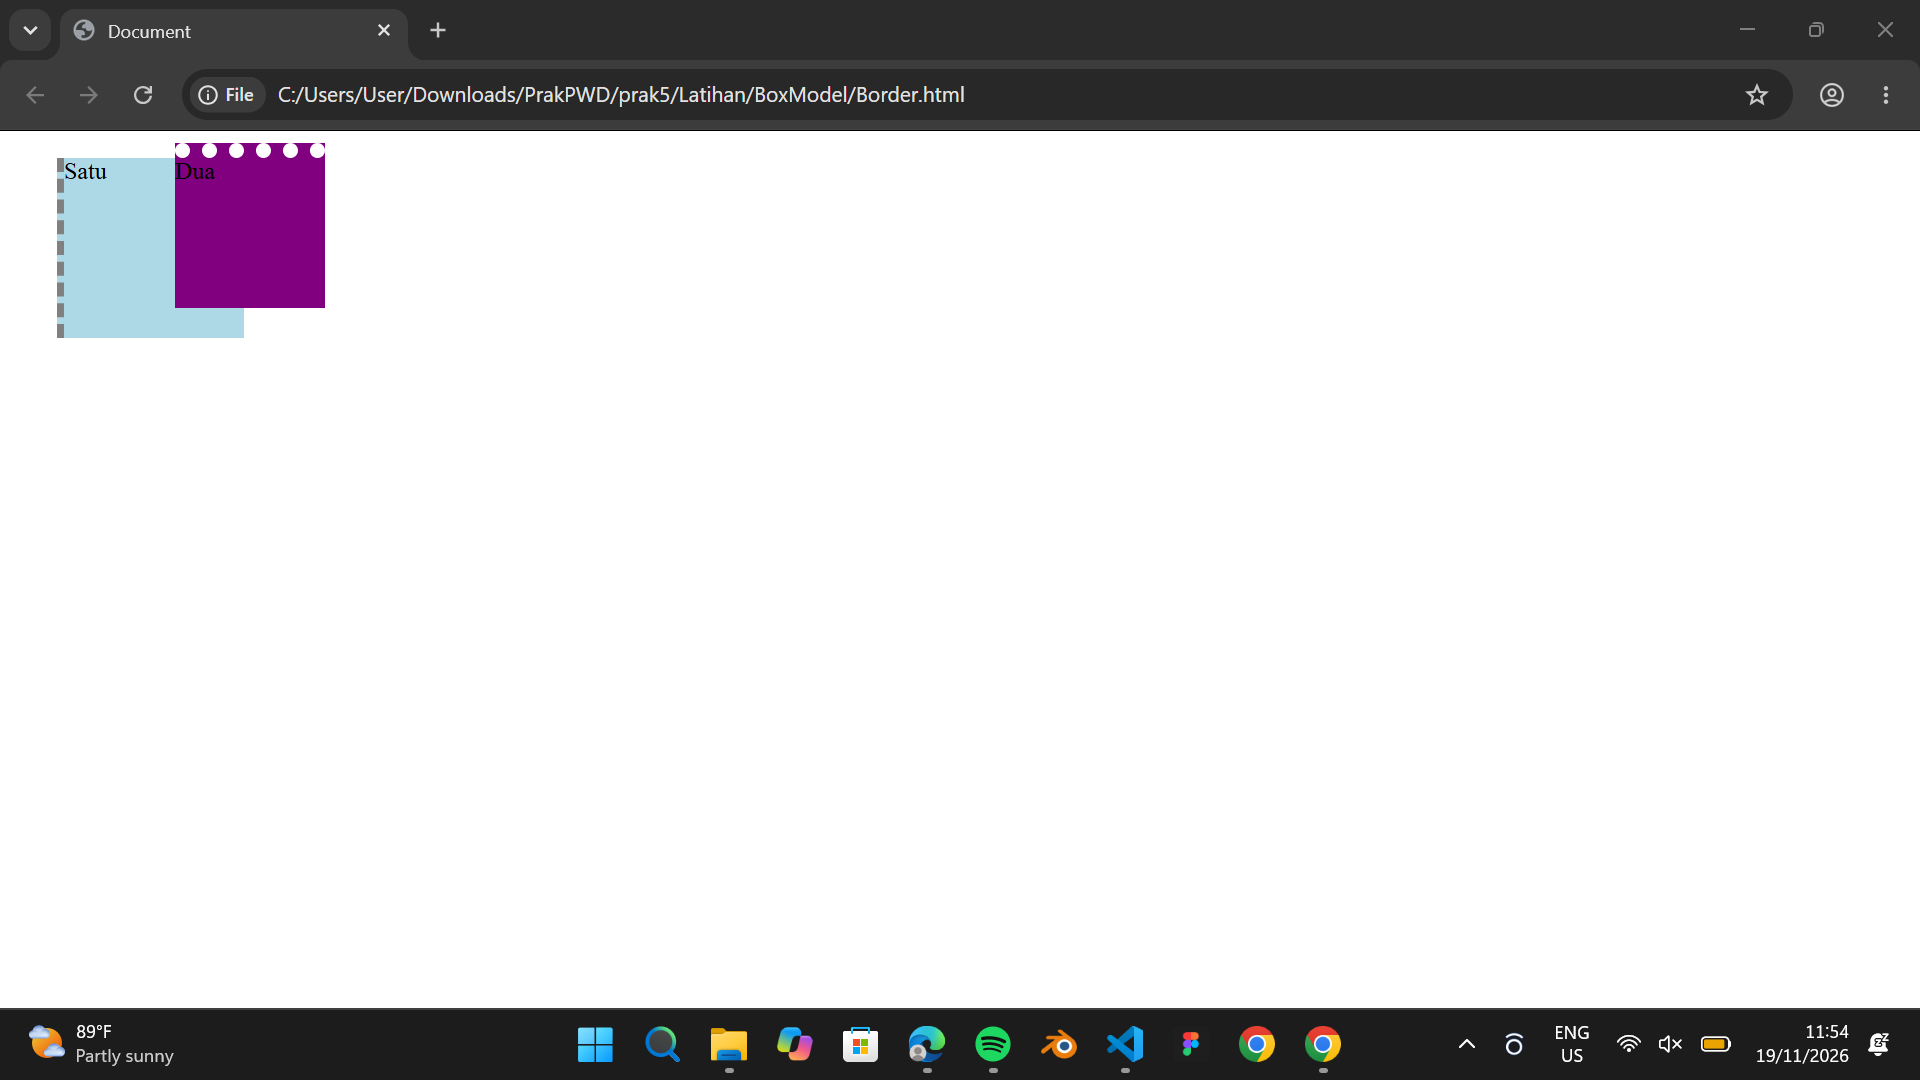 Document
File
C:/Users/User/Downloads/PrakPWD/prak5/Latihan/BoxModel/Border.html
Satu
Dua
89°F
Partly sunny
ENG
US
11:54
19/11/2026